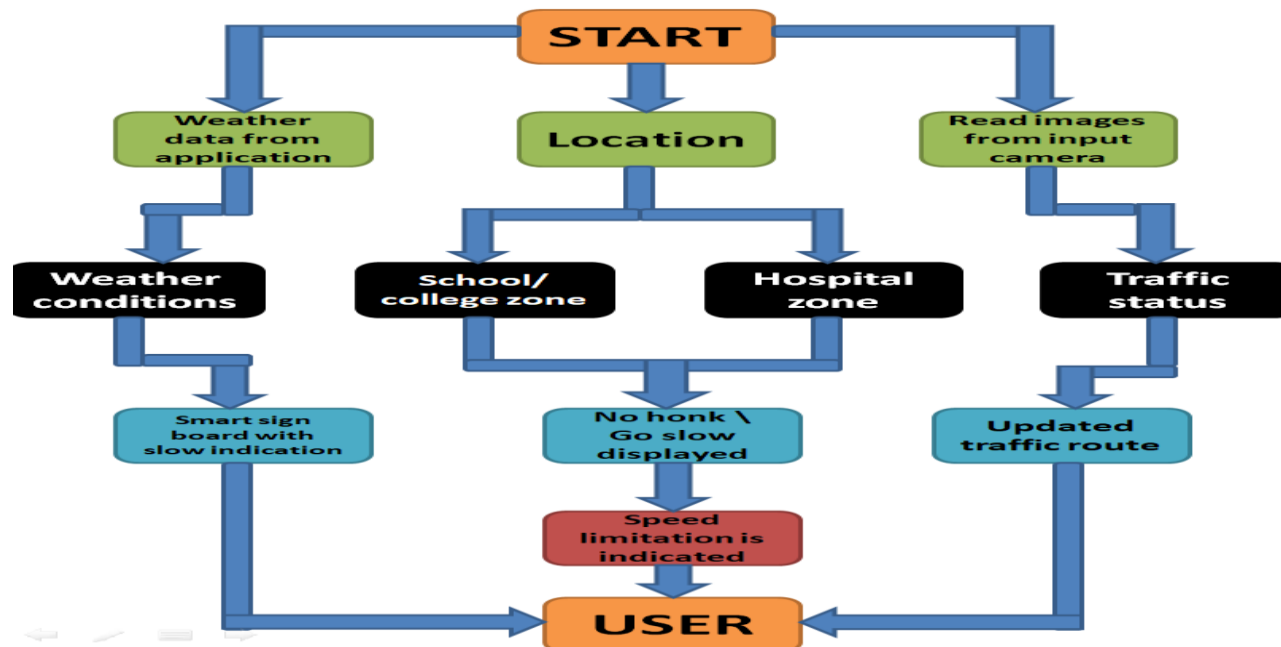 START
Weather
data from
application
Location
Read images
from input
camera
Weather
conditions
School/
college zone
Hospital
zone
Traffic
status
Smart sign
board with
slow indication
No honk \
Go slow
displayed
Updated
traffic route
Speed
limitation is
indicated
USER